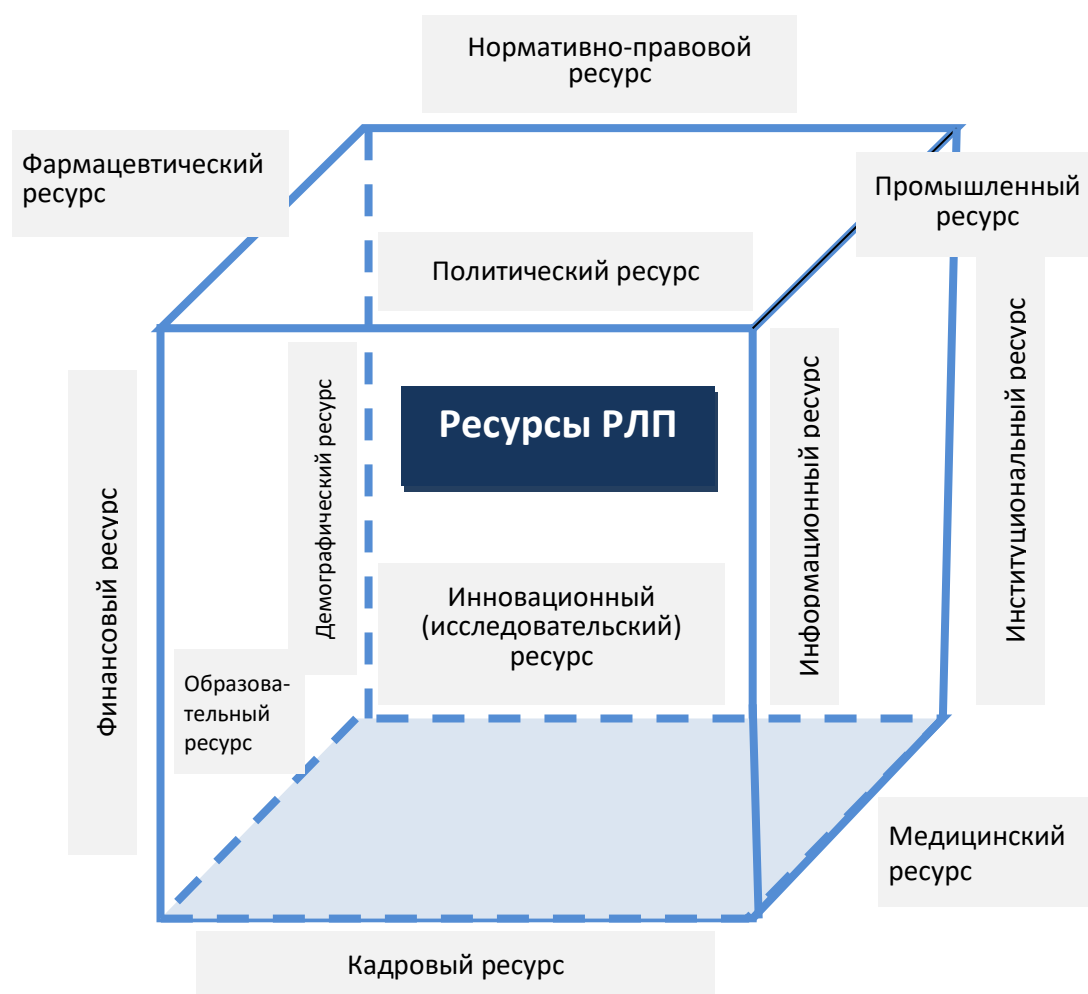 Нормативно-правовой
ресурс
Фармацевтический
ресурс
Промышленный
ресурс
Политический ресурс
Финансовый ресурс
Демографический ресурс
Ресурсы РЛП
Информационный ресурс
Институциональный ресурс
Инновационный
(исследовательский)
ресурс
Образова-
тельный
ресурс
Медицинский
ресурс
Кадровый ресурс